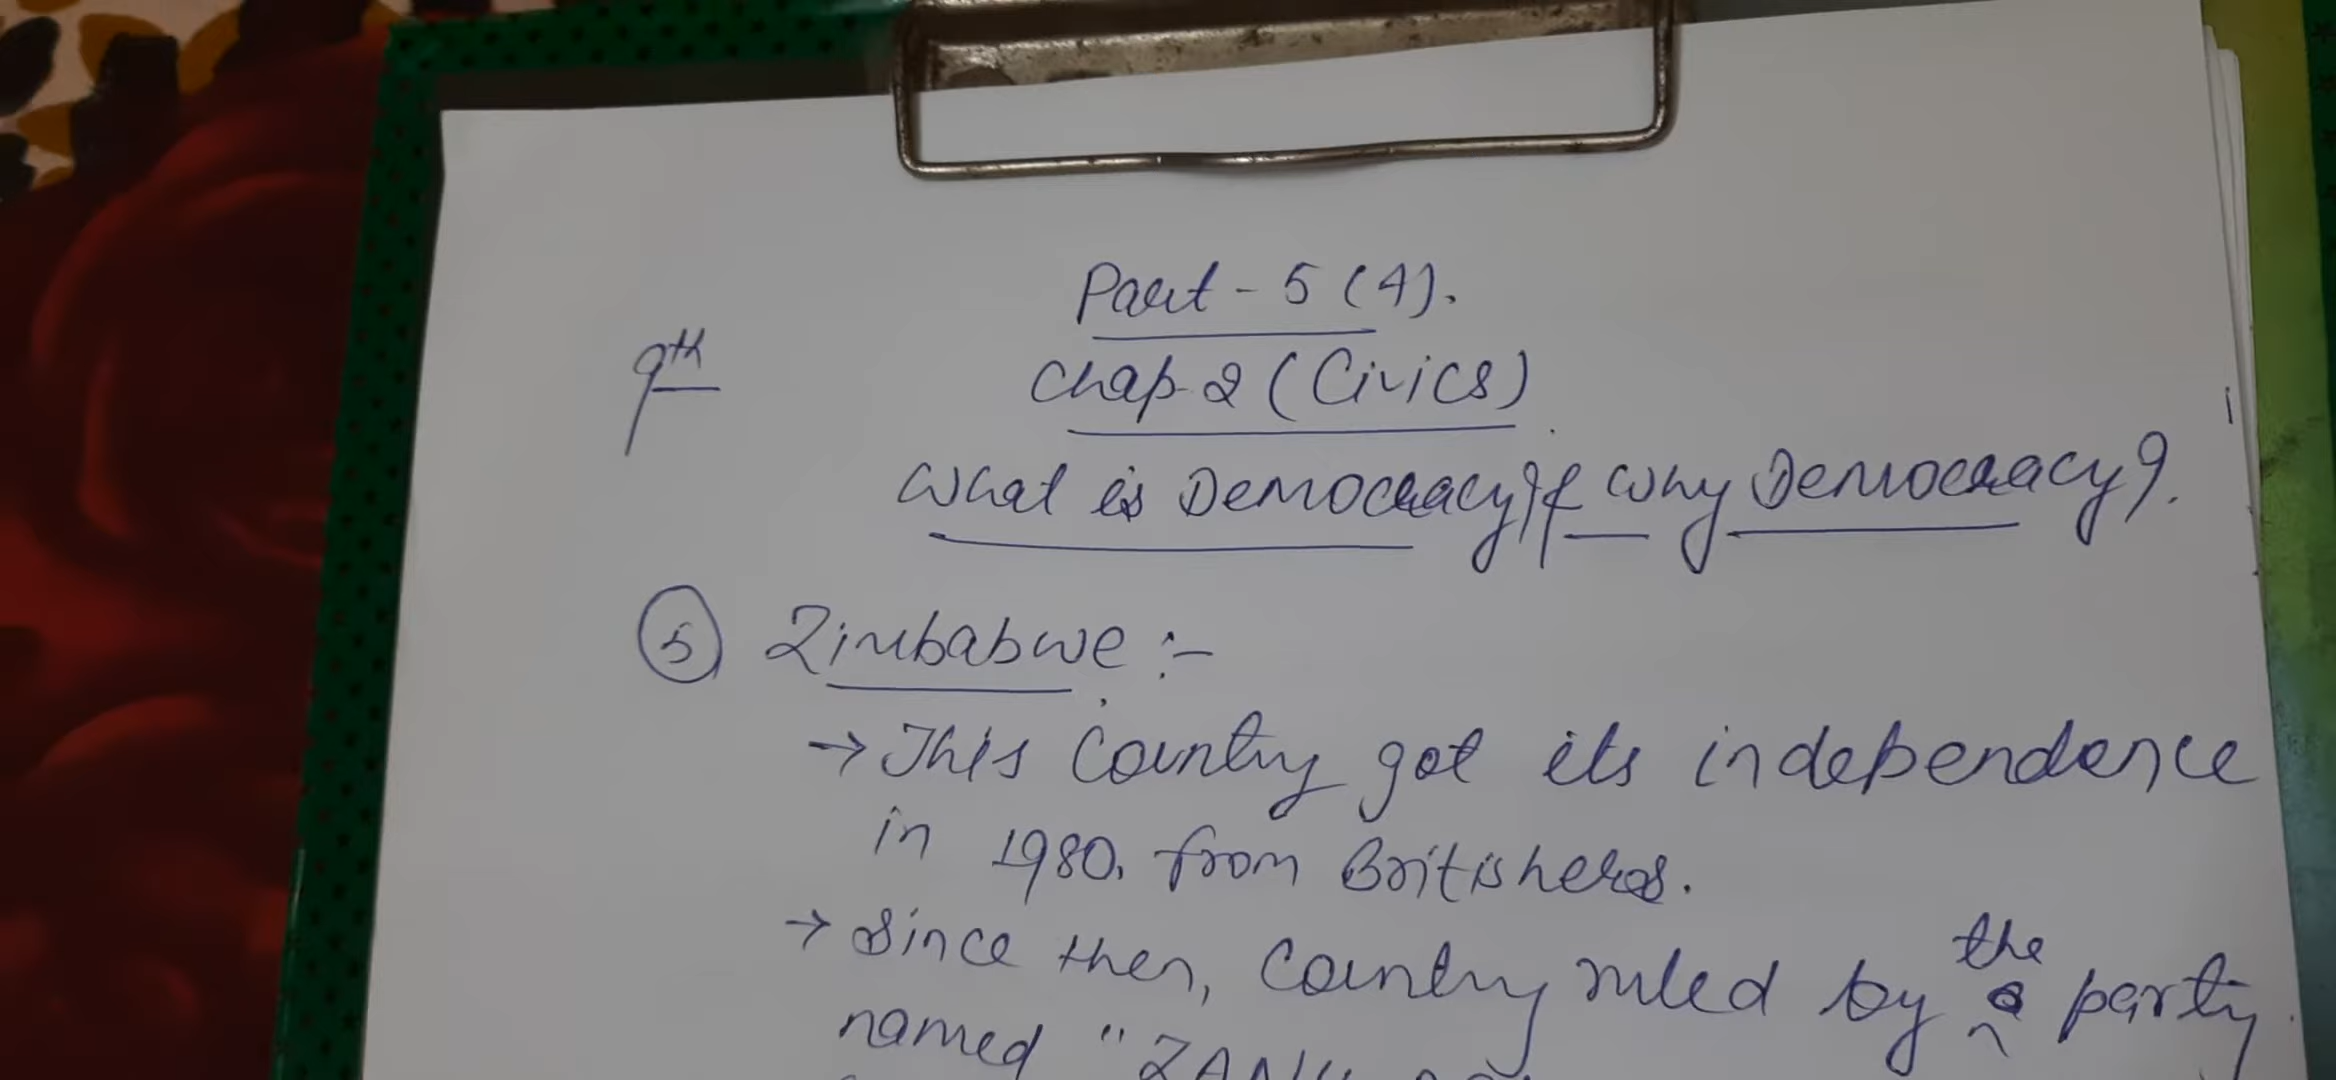 Part - 5 (4).
9th
Chap-2 (Civics)
What is Democracy? & Why Democracy?.
5 Zimbabwe :-
→ This Country got its independence
in 1980. from Britishers.
→ Since then, Country ruled by the party
named "ZANU